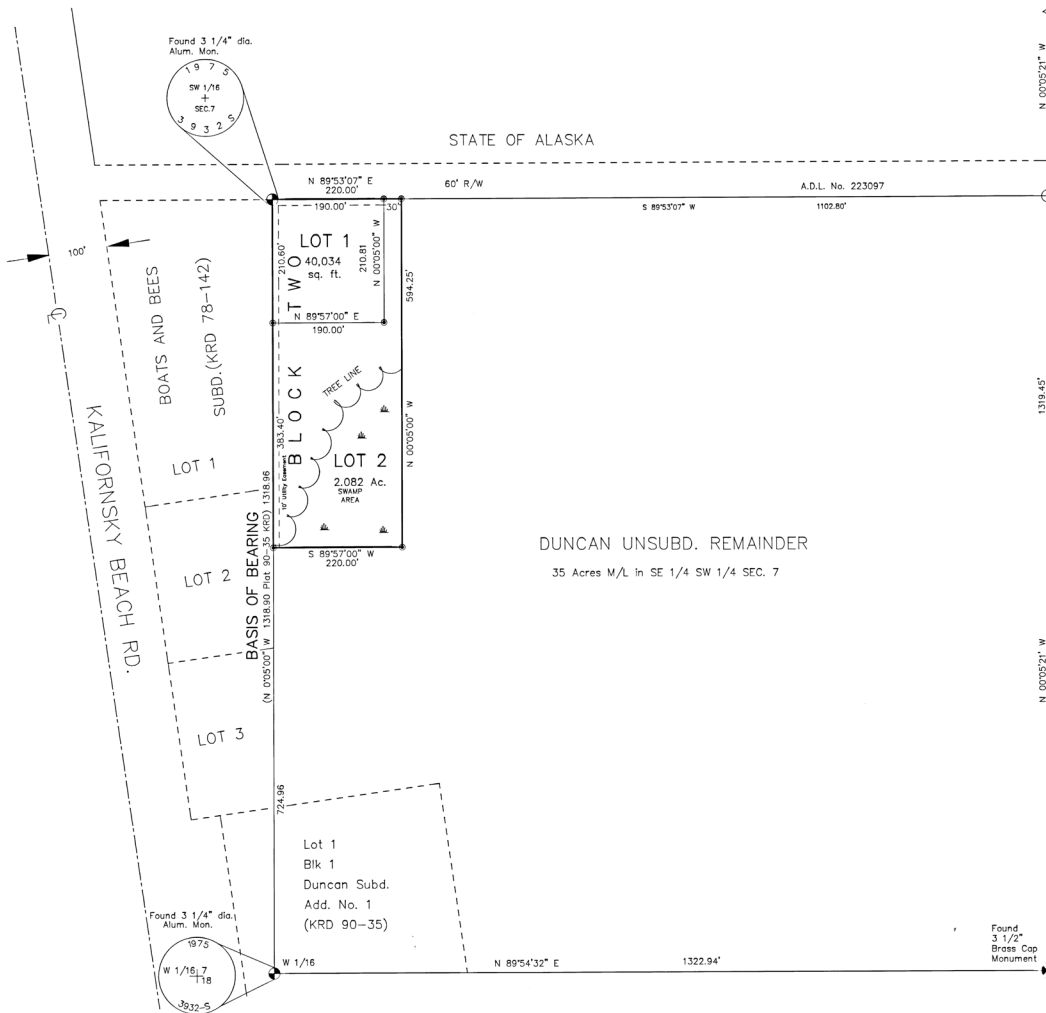 Found 3 1/4" dia.
Alum. Mon.
1975
SW 1/16
SEC.7
3932S
N 00°05'21" W
STATE OF ALASKA
N 89°53'07" E
220.00'
60' R/W
A.D.L. No. 223097
190.00'
30'
S 89°53'07" W
1102.80'
100'
LOT 1
40,034
sq. ft.
210.60'
210.81
N 00°05'00" W
594.25'
N 89°57'00" E
190.00'
BLOCK TWO
BOATS AND BEES
SUBD.(KRD 78-142)
TREE LINE
N 00°05'00" W
1319.45'
383.40'
10' Utility Easement
LOT 2
2.082 Ac.
SWAMP
AREA
KALIFORNSKY BEACH RD.
LOT 1
S 89°57'00" W
220.00'
BASIS OF BEARING
(N 0°05'00" W 1318.90 Plat 90-35 KRD) 1318.96
DUNCAN UNSUBD. REMAINDER
35 Acres M/L in SE 1/4 SW 1/4 SEC. 7
LOT 2
N 00°05'21" W
LOT 3
724.96
Lot 1
Blk 1
Duncan Subd.
Add. No. 1
(KRD 90-35)
Found 3 1/4" dia.
Alum. Mon.
1975
W 1/16 7
18
3932-S
W 1/16
N 89°54'32" E
1322.94'
Found
3 1/2"
Brass Cap
Monument